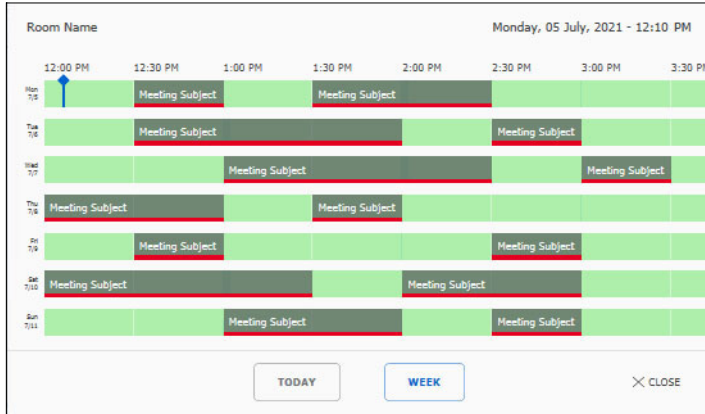 Room Name Monday, 05 July, 2021 - 12:10 PM
12:00 PM 12:30 PM 1:00 PM 1:30 PM 2:00 PM 2:30 PM 3:00 PM 3:30 P
Mon
7/5
Meeting Subject Meeting Subject
Tue
7/6
Meeting Subject Meeting Subject
Wed
7/7
Meeting Subject Meeting Subject
Thu
7/8
Meeting Subject Meeting Subject
Fri
7/9
Meeting Subject Meeting Subject
Sat
7/10
Meeting Subject Meeting Subject
Sun
7/11
Meeting Subject Meeting Subject
TODAY WEEK CLOSE